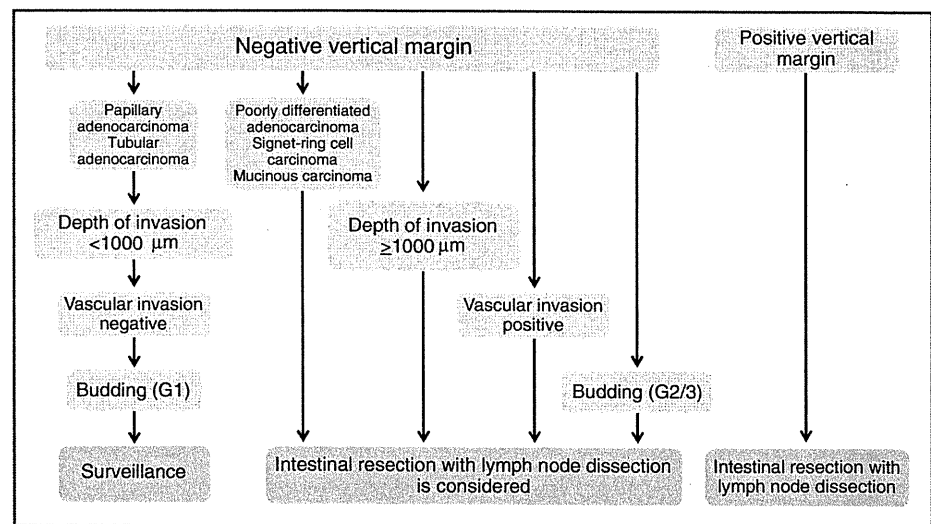 Negative vertical margin
Positive vertical
margin
Papillary
adenocarcinoma
Tubular
adenocarcinoma
Poorly differentiated
adenocarcinoma
Signet-ring cell
carcinoma
Mucinous carcinoma
Depth of invasion
<1000 μm
Depth of invasion
≥1000 μm
Vascular invasion
negative
Vascular invasion
positive
Budding (G1)
Budding (G2/3)
Surveillance
Intestinal resection with lymph node dissection
is considered
Intestinal resection with
lymph node dissection